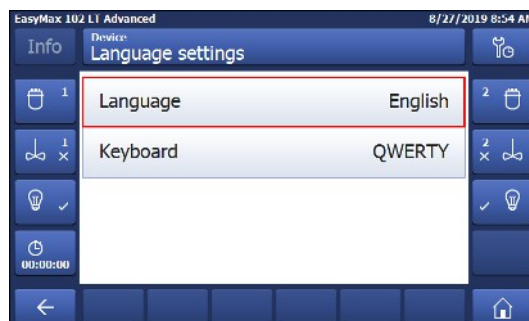 EasyMax 102 LT Advanced 8/27/2019 8:54 AM
Info
Device
Language settings
1
Language English
2
1
Keyboard QWERTY
2
00:00:00